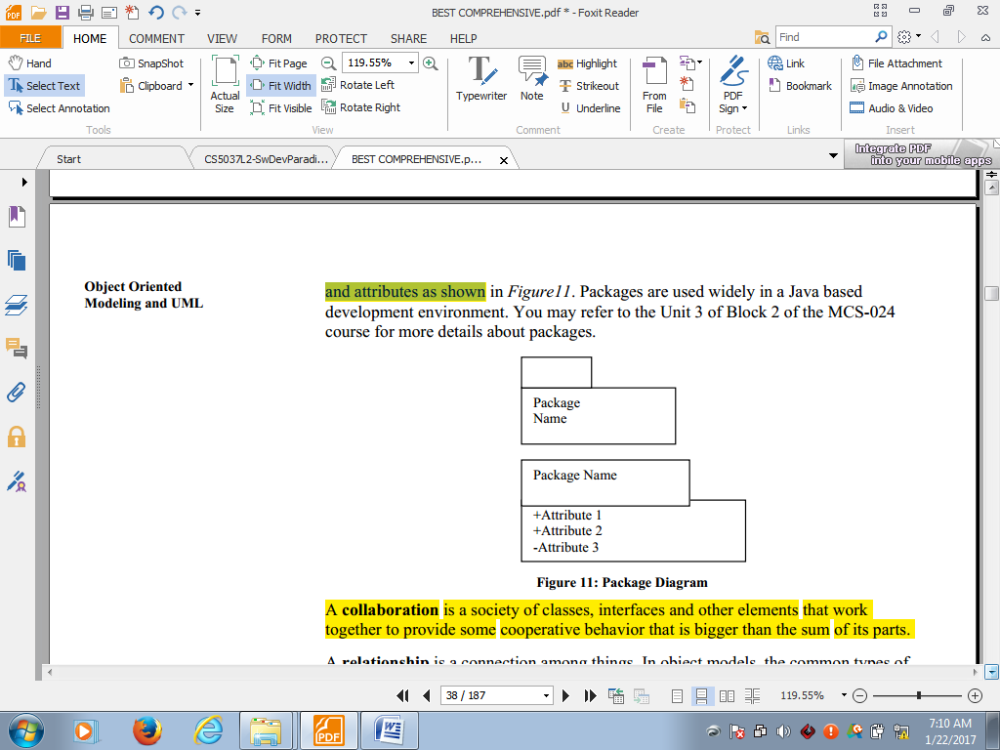 BEST COMPREHENSIVE.pdf * - Foxit Reader
FILE
HOME
COMMENT
VIEW
FORM
PROTECT
SHARE
HELP
Find
Hand
Select Text
Select Annotation
SnapShot
Clipboard
Tools
Actual
Size
Fit Page
Fit Width
Fit Visible
119.55%
Rotate Left
Rotate Right
View
Typewriter
Note
abc Highlight
Strikeout
Underline
Comment
From
File
Create
PDF
Sign
Protect
Link
Bookmark
Links
File Attachment
Image Annotation
Audio & Video
Insert
Start
CS5037L2-SwDevParadi...
BEST COMPREHENSIVE.p...
Integrate PDF
into your mobile apps
Object Oriented
Modeling and UML
and attributes as shown in Figure11. Packages are used widely in a Java based
development environment. You may refer to the Unit 3 of Block 2 of the MCS-024
course for more details about packages.
Package
Name
Package Name
+Attribute 1
+Attribute 2
-Attribute 3
Figure 11: Package Diagram
A collaboration is a society of classes, interfaces and other elements that work
together to provide some cooperative behavior that is bigger than the sum of its parts.
A relationship is a connection among things. In object models, the common types of
38 / 187
119.55%
PDF
7:10 AM
1/22/2017